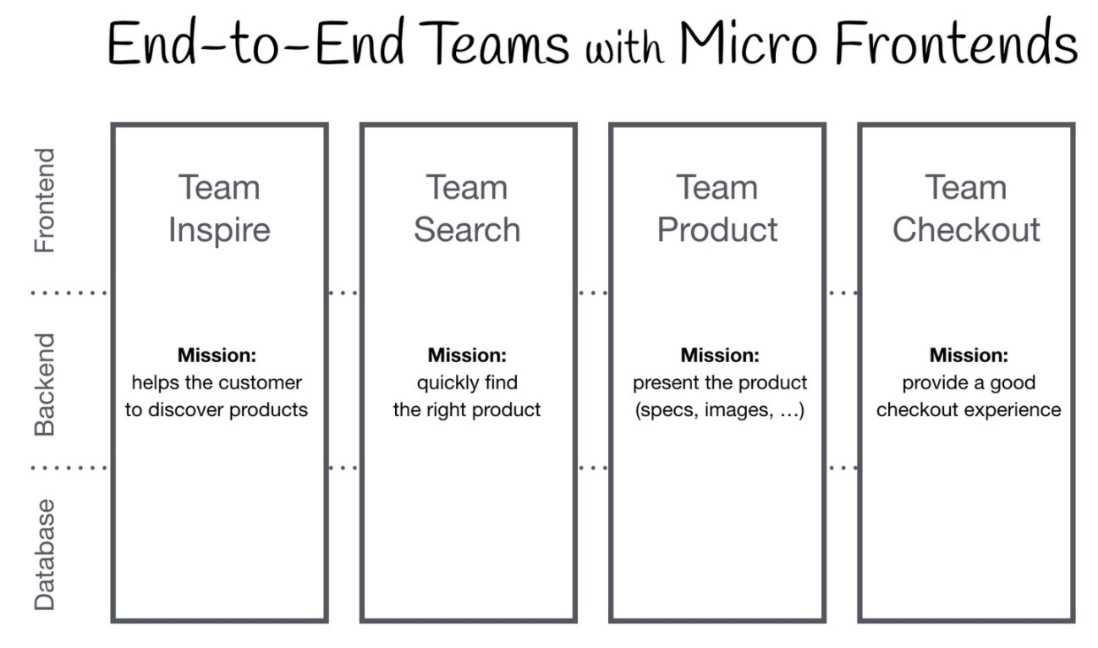 End-to-End Teams with Micro Frontends
Frontend
Backend
Database
Team
Inspire
Mission:
helps the customer
to discover products
Team
Search
Mission:
quickly find
the right product
Team
Product
Mission:
present the product
(specs, images, …)
Team
Checkout
Mission:
provide a good
checkout experience